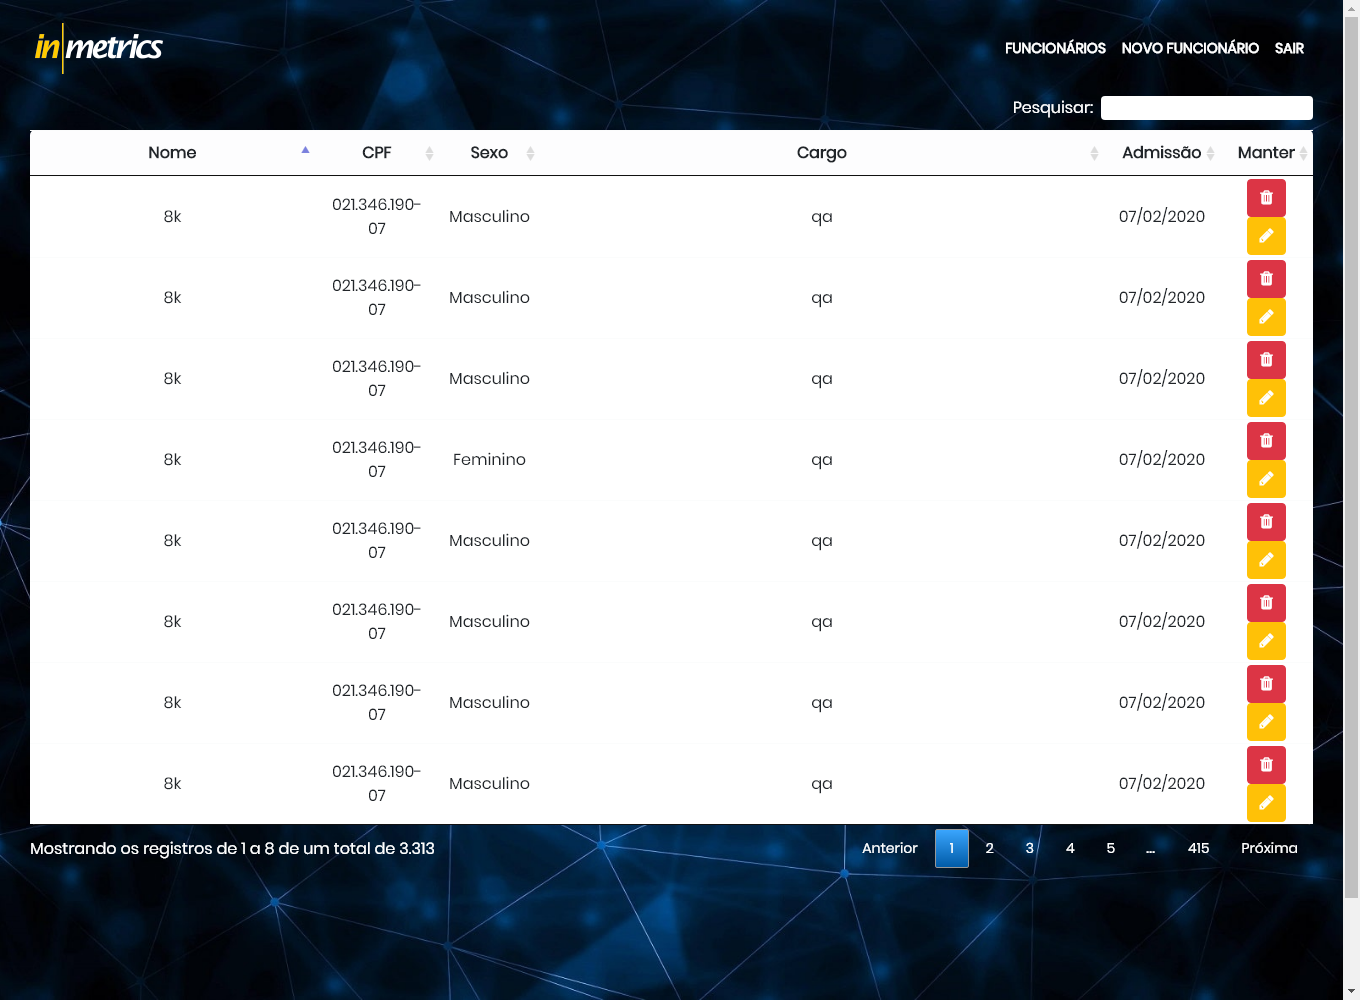 inmetrics
FUNCIONÁRIOS NOVO FUNCIONÁRIO SAIR
Pesquisar:
Nome CPF Sexo Cargo Admissão Manter
8k 021.346.190-07 Masculino qa 07/02/2020
8k 021.346.190-07 Masculino qa 07/02/2020
8k 021.346.190-07 Masculino qa 07/02/2020
8k 021.346.190-07 Feminino qa 07/02/2020
8k 021.346.190-07 Masculino qa 07/02/2020
8k 021.346.190-07 Masculino qa 07/02/2020
8k 021.346.190-07 Masculino qa 07/02/2020
8k 021.346.190-07 Masculino qa 07/02/2020
Mostrando os registros de 1 a 8 de um total de 3.313
Anterior 1 2 3 4 5 … 415 Próxima